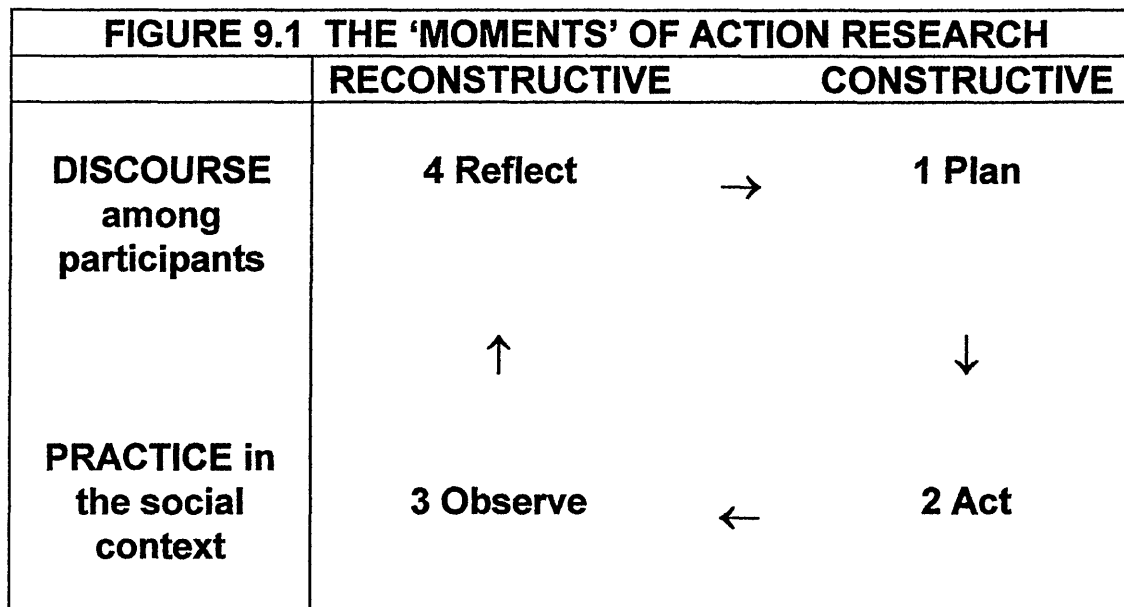 FIGURE 9.1 THE ‘MOMENTS’ OF ACTION RESEARCH
RECONSTRUCTIVE CONSTRUCTIVE
DISCOURSE
among
participants
4 Reflect → 1 Plan
↑ ↓
PRACTICE in
the social
context
3 Observe ← 2 Act